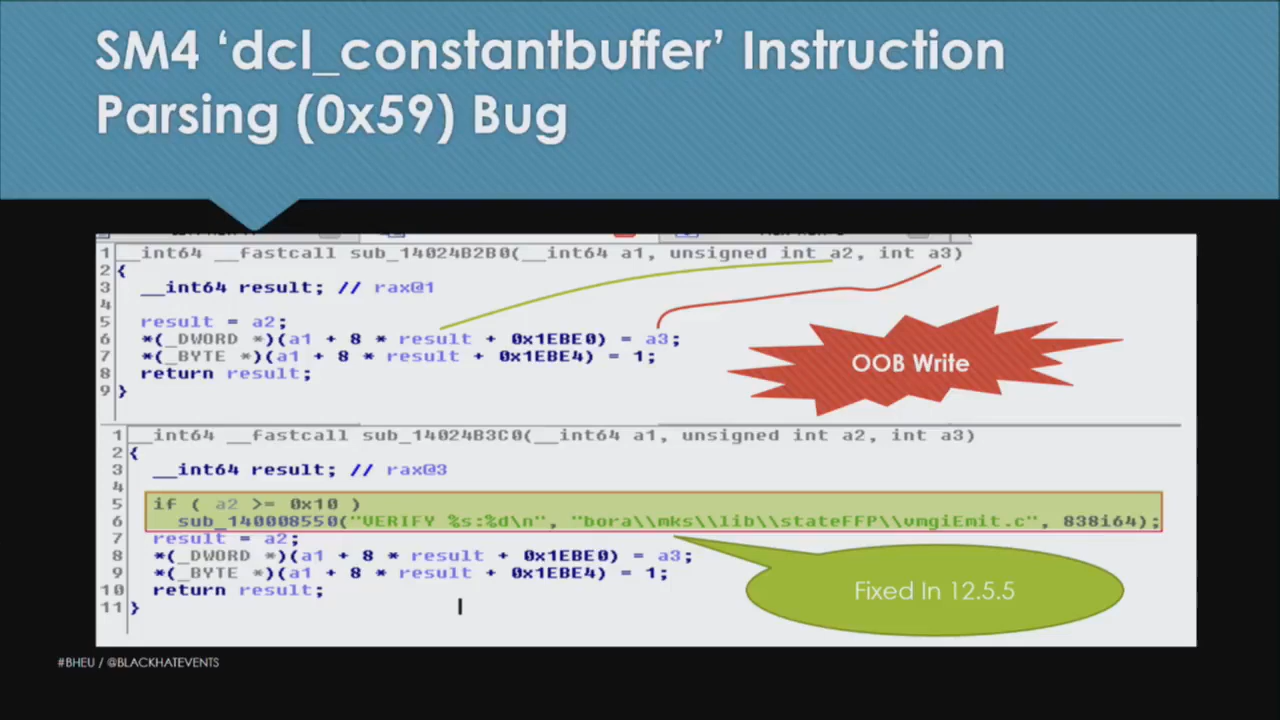 SM4 ‘dcl_constantbuffer’ Instruction
Parsing (0x59) Bug
1 __int64 __fastcall sub_14024B2B0(__int64 a1, unsigned int a2, int a3)
2 {
3 __int64 result; // rax@1
4
5 result = a2;
6 *(_DWORD *)(a1 + 8 * result + 0x1EBE0) = a3;
7 *(_BYTE *)(a1 + 8 * result + 0x1EBE4) = 1;
8 return result;
9 }
OOB Write
1 __int64 __fastcall sub_14024B3C0(__int64 a1, unsigned int a2, int a3)
2 {
3 __int64 result; // rax@3
4
5 if ( a2 >= 0x10 )
6 sub_140008550("VERIFY %s:%d\n", "bora\\mks\\lib\\stateFFP\\vmgiEmit.c", 838i64);
7 result = a2;
8 *(_DWORD *)(a1 + 8 * result + 0x1EBE0) = a3;
9 *(_BYTE *)(a1 + 8 * result + 0x1EBE4) = 1;
10 return result;
11 }
Fixed In 12.5.5
#BHEU / @BLACKHATEVENTS